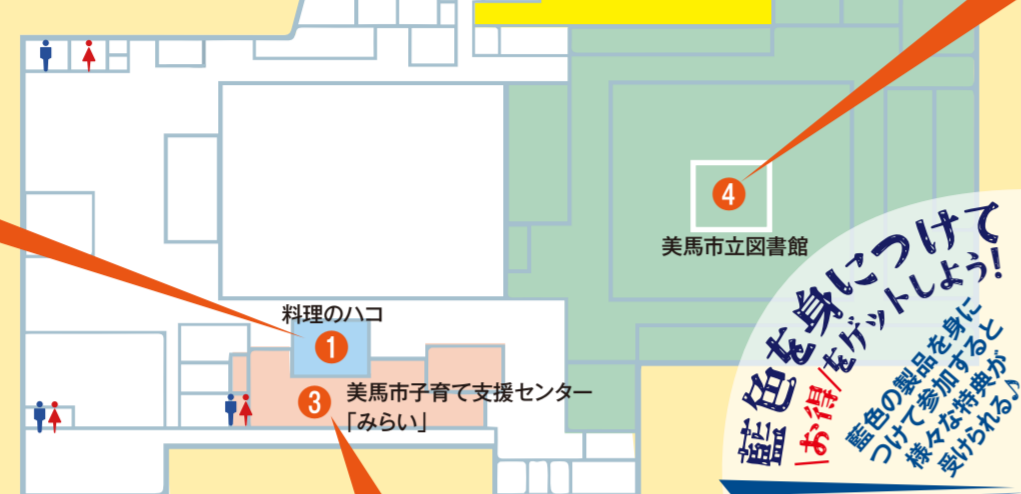 4
美馬市立図書館
料理のハコ
1
3
美馬市子育て支援センター
「みらい」
藍色を身につけて
\お得/をゲットしよう!
藍色の製品を身に
つけて参加すると
様々な特典が
受けられる♪